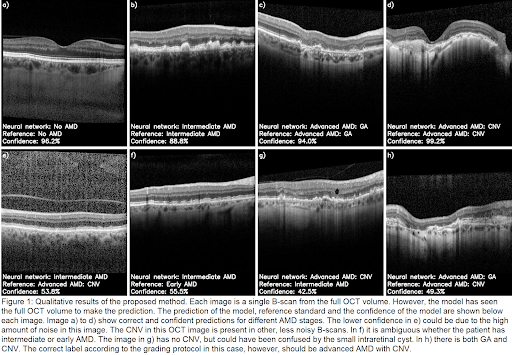 a)
Neural network: No AMD
Reference: No AMD
Confidence: 96.2%
b)
Neural network: Intermediate AMD
Reference: Intermediate AMD
Confidence: 88.8%
c)
Neural network: Advanced AMD: GA
Reference: Advanced AMD: GA
Confidence: 94.0%
d)
Neural network: Advanced AMD: CNV
Reference: Advanced AMD: CNV
Confidence: 99.2%
e)
Neural network: Intermediate AMD
Reference: Advanced AMD: CNV
Confidence: 53.8%
f)
Neural network: Intermediate AMD
Reference: Early AMD
Confidence: 55.5%
g)
Neural network: Advanced AMD: CNV
Reference: Intermediate AMD
Confidence: 42.5%
h)
Neural network: Advanced AMD: GA
Reference: Advanced AMD: CNV
Confidence: 49.3%
Figure 1: Qualitative results of the proposed method. Each image is a single B-scan from the full OCT volume. However, the model has seen
the full OCT volume to make the prediction. The prediction of the model, reference standard and the confidence of the model are shown below
each image. Image a) to d) show correct and confident predictions for different AMD stages. The lower confidence in e) could be due to the high
amount of noise in this image. The CNV in this OCT image is present in other, less noisy B-scans. In f) it is ambiguous whether the patient has
intermediate or early AMD. The image in g) has no CNV, but could have been confused by the small intraretinal cyst. In h) there is both GA and
CNV. The correct label according to the grading protocol in this case, however, should be advanced AMD with CNV.